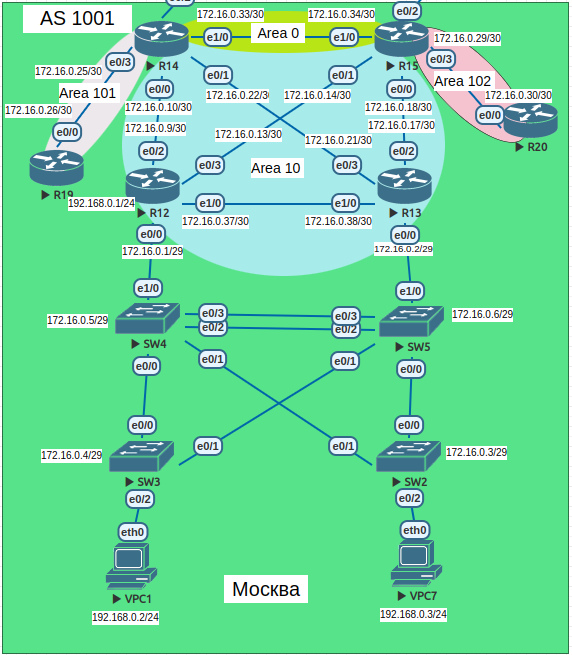 AS 1001
e0/2
172.16.0.33/30
172.16.0.34/30
e1/0
Area 0
e1/0
172.16.0.29/30
R14
R15
e0/3
e0/3
172.16.0.25/30
e0/1
e0/1
Area 102
Area 101
e0/0
172.16.0.22/30
172.16.0.14/30
e0/0
172.16.0.30/30
172.16.0.26/30
172.16.0.10/30
172.16.0.18/30
e0/0
172.16.0.9/30
172.16.0.13/30
172.16.0.21/30
172.16.0.17/30
e0/0
R20
e0/2
e0/3
Area 10
e0/3
e0/2
R19
192.168.0.1/24
R12
e1/0
e1/0
R13
172.16.0.37/30
172.16.0.38/30
e0/0
e0/0
172.16.0.1/29
172.16.0.2/29
e1/0
e1/0
172.16.0.5/29
e0/3
e0/3
172.16.0.6/29
e0/2
e0/2
SW4
SW5
e0/0
e0/1
e0/1
e0/0
e0/0
e0/0
e0/1
e0/1
172.16.0.4/29
172.16.0.3/29
SW3
SW2
e0/2
e0/2
eth0
eth0
VPC1
VPC7
192.168.0.2/24
Москва
192.168.0.3/24